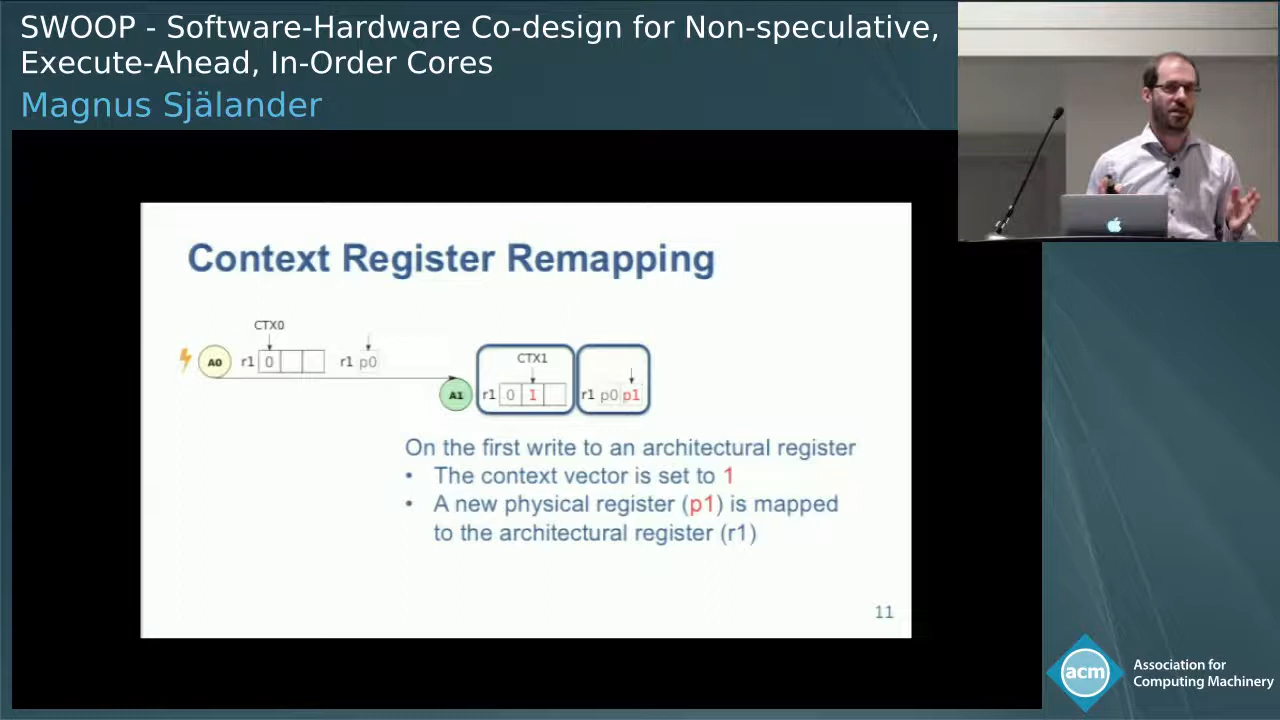 SWOOP - Software-Hardware Co-design for Non-speculative,
Execute-Ahead, In-Order Cores
Magnus Själander
Context Register Remapping
CTX0
A0 r1 0 r1 p0
CTX1
A1 r1 0 1 r1 p0 p1
On the first write to an architectural register
• The context vector is set to 1
• A new physical register (p1) is mapped
to the architectural register (r1)
11
acm
Association for
Computing Machinery